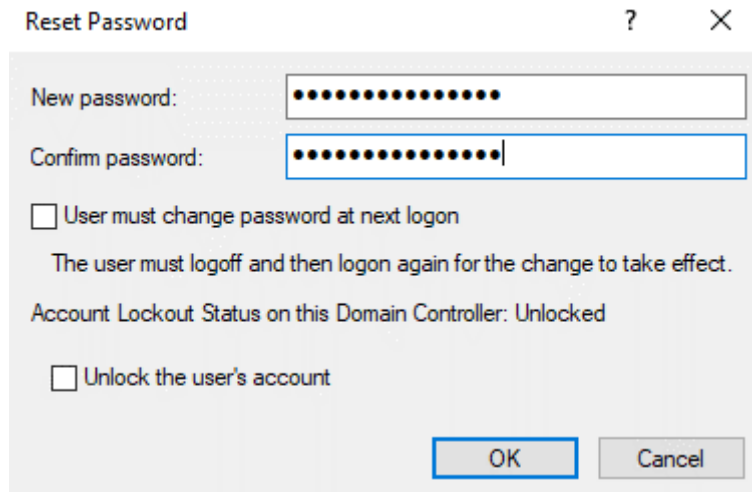 Reset Password
New password: •••••••••••••••
Confirm password: •••••••••••••••
User must change password at next logon
The user must logoff and then logon again for the change to take effect.
Account Lockout Status on this Domain Controller: Unlocked
Unlock the user's account
OK Cancel